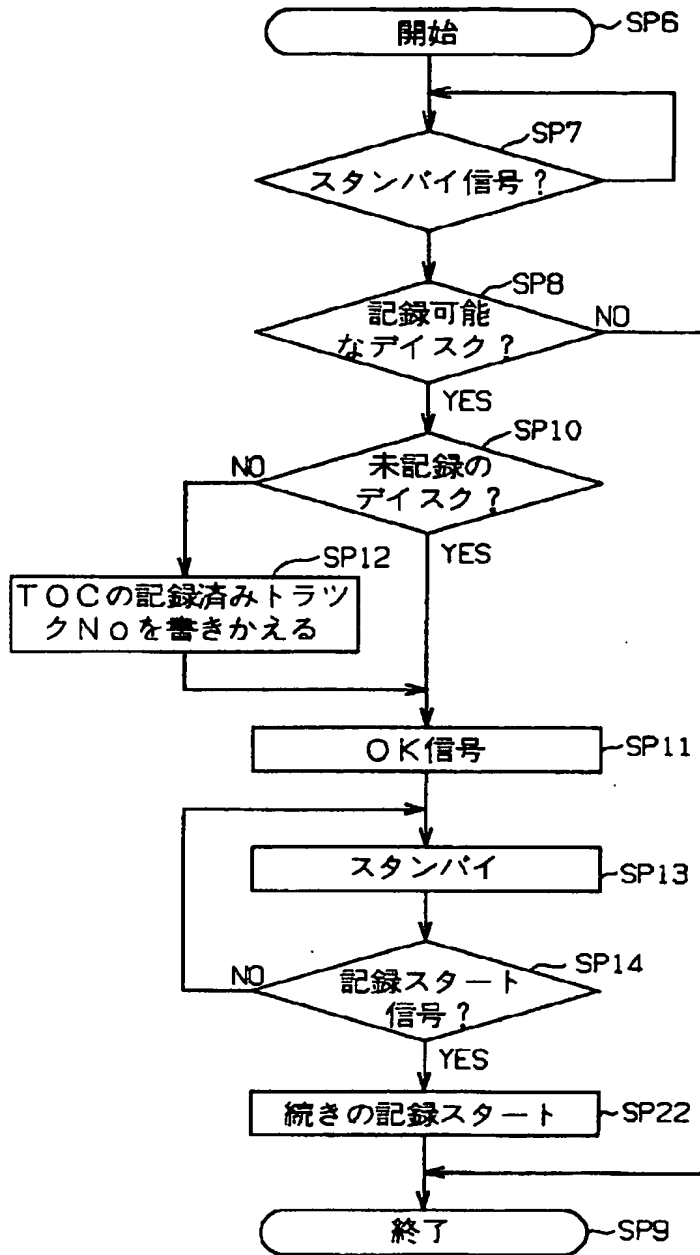 開始
SP6
SP7
スタンバイ信号？
SP8
記録可能
なデイスク？
NO
YES
SP10
未記録の
デイスク？
NO
YES
SP12
TOCの記録済みトラツ
クNoを書きかえる
OK信号
SP11
スタンバイ
SP13
SP14
記録スタート
信号？
NO
YES
続きの記録スタート
SP22
終了
SP9